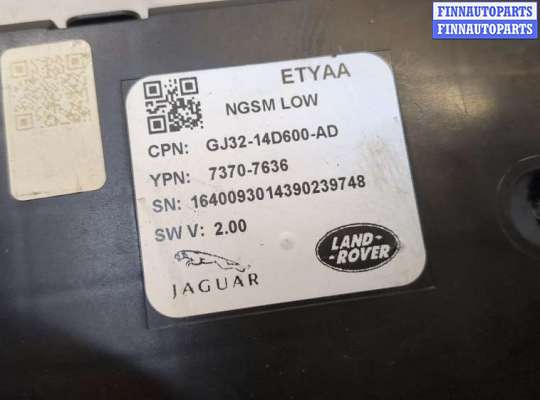 FINNAUTOPARTS
FINNAUTOPARTS
ETYAA
NGSM LOW
CPN: GJ32-14D600-AD
YPN: 7370-7636
SN: 1640093014390239748
SW V: 2.00
JAGUAR
LAND-
-ROVER